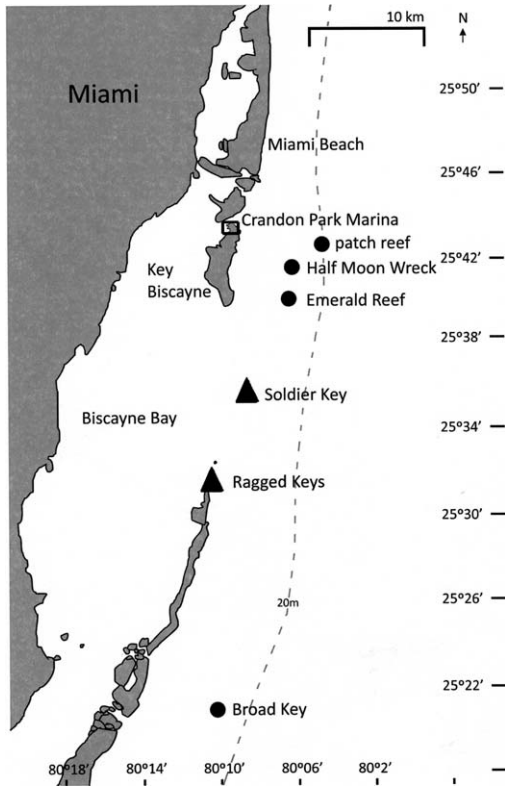 10 km
N
Miami
25°50'
Miami Beach
25°46'
Crandon Park Marina
patch reef
25°42'
Key
Biscayne
Half Moon Wreck
Emerald Reef
25°38'
Soldier Key
Biscayne Bay
25°34'
Ragged Keys
25°30'
20m
25°26'
25°22'
Broad Key
80°18' 80°14' 80°10' 80°06' 80°2'